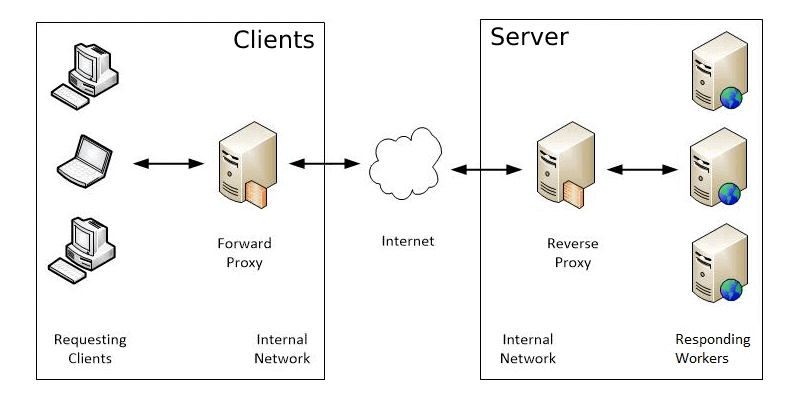 Clients
Server
Forward
Proxy
Internet
Reverse
Proxy
Requesting
Clients
Internal
Network
Internal
Network
Responding
Workers